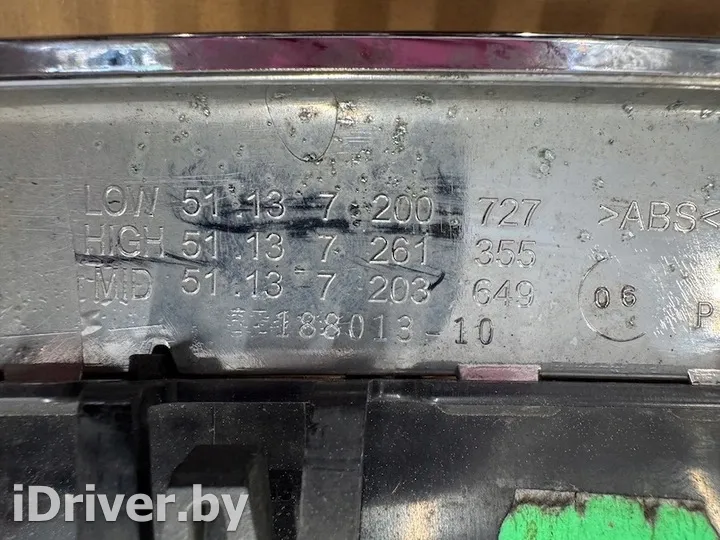 LOW 51.13 7 200 727 >ABS<
HIGH 51.13 7 261 355
MID 51.13 7 203 649
06
188013-10
P
iDriver.by